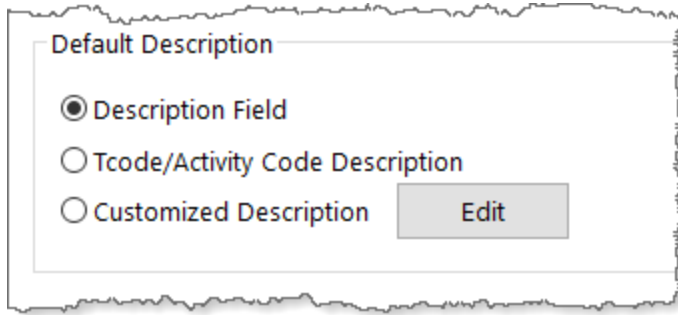 Default Description
Description Field
Tcode/Activity Code Description
Customized Description Edit